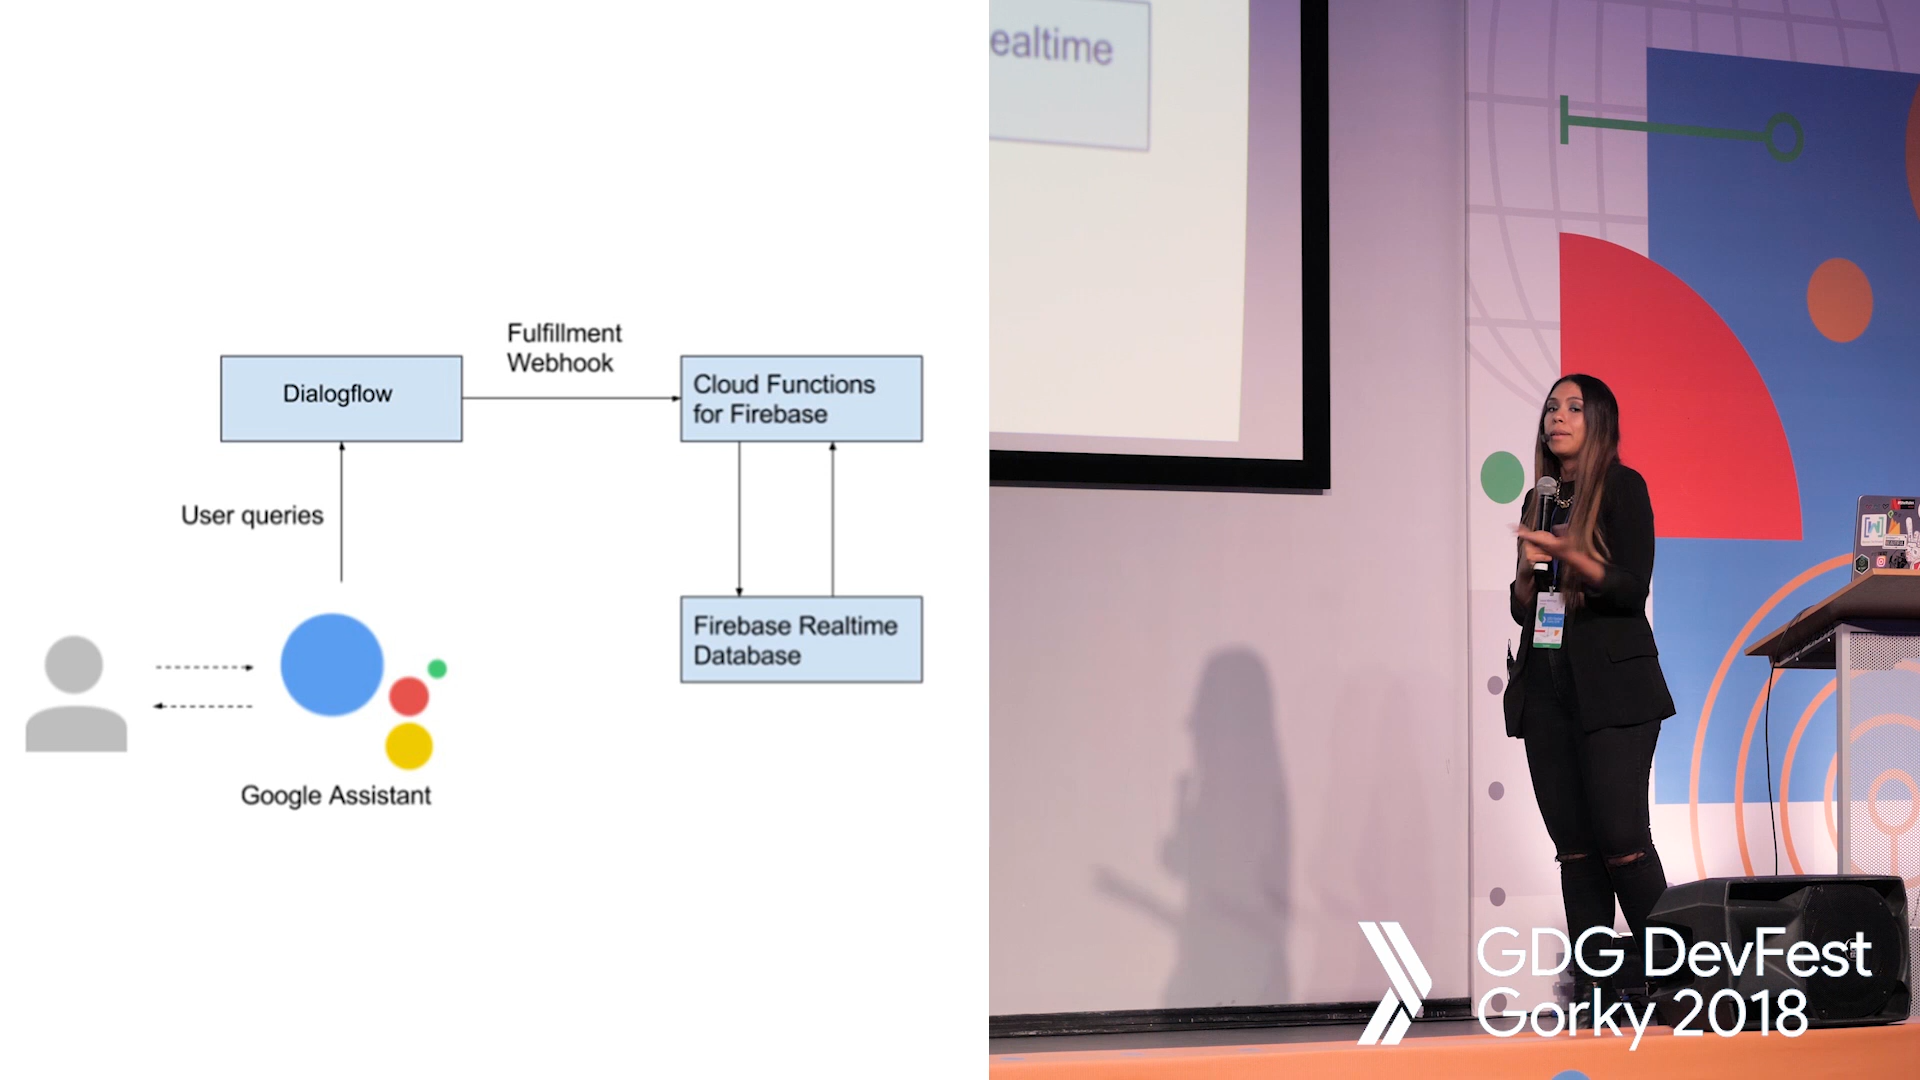 Fulfillment
Webhook
Dialogflow
Cloud Functions
for Firebase
User queries
Firebase Realtime
Database
Google Assistant
ealtime
GDG DevFest
Gorky 2018